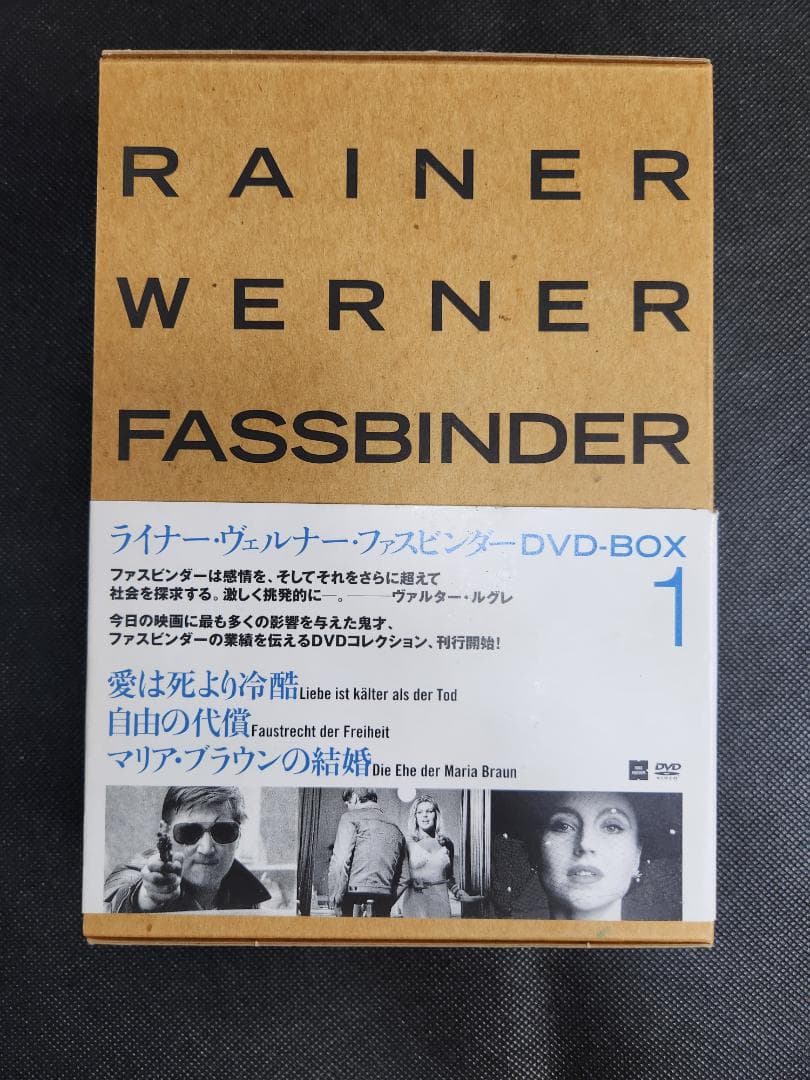 RAINER
WERNER
FASSBINDER
ライナー・ヴェルナー・ファスビンダーDVD-BOX
1
ファスビンダーは感情を、そしてそれをさらに超えて
社会を探求する。激しく挑発的に—。――ヴァルター・ルグレ
今日の映画に最も多くの影響を与えた鬼才、
ファスビンダーの業績を伝えるDVDコレクション、刊行開始!
愛は死より冷酷 Liebe ist kälter als der Tod
自由の代償 Faustrecht der Freiheit
マリア・ブラウンの結婚 Die Ehe der Maria Braun
DVD
VIDEO